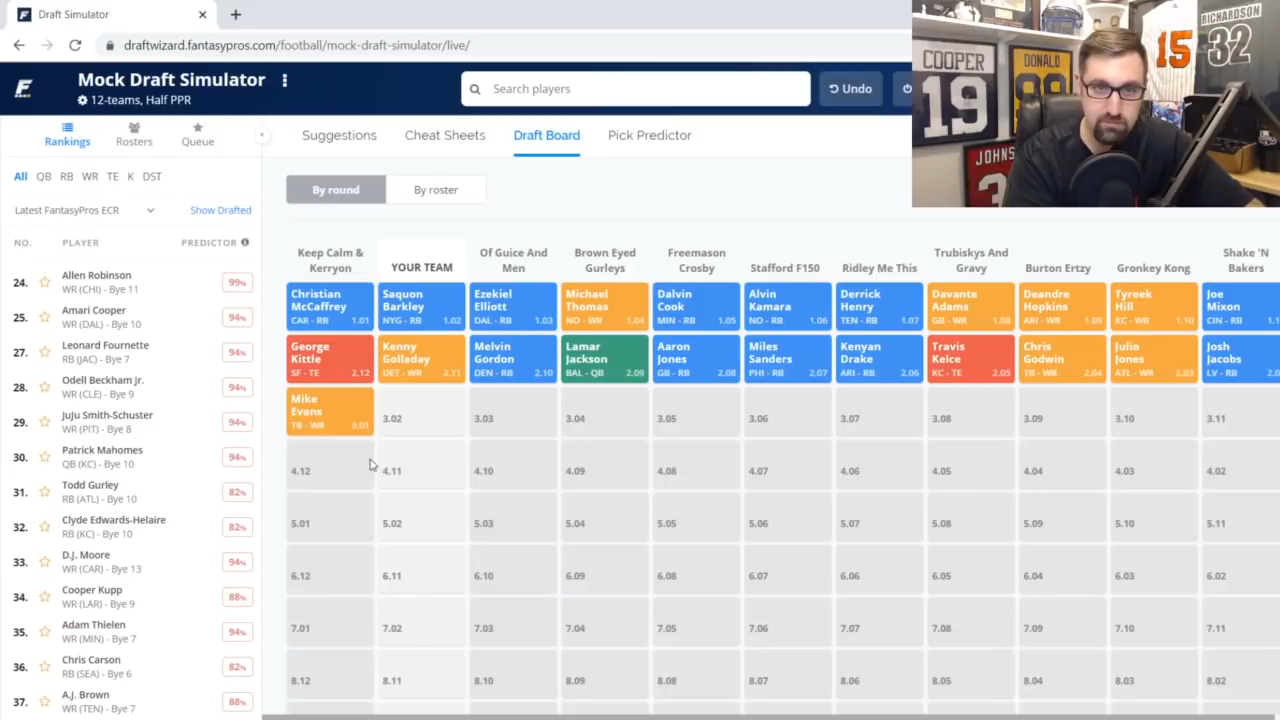 Draft Simulator
draftwizard.fantasypros.com/football/mock-draft-simulator/live/
Mock Draft Simulator
12-teams, Half PPR
Search players
Undo
COOPER
19
DONALD
JOHNS
15
RICHARDSON
32
Rankings
Rosters
Queue
Suggestions
Cheat Sheets
Draft Board
Pick Predictor
All QB RB WR TE K DST
Latest FantasyPros ECR
Show Drafted
NO. PLAYER PREDICTOR
24. Allen Robinson
WR (CHI) - Bye 11
99%
25. Amari Cooper
WR (DAL) - Bye 10
94%
27. Leonard Fournette
RB (JAC) - Bye 7
94%
28. Odell Beckham Jr.
WR (CLE) - Bye 9
94%
29. JuJu Smith-Schuster
WR (PIT) - Bye 8
94%
30. Patrick Mahomes
QB (KC) - Bye 10
94%
31. Todd Gurley
RB (ATL) - Bye 10
82%
32. Clyde Edwards-Helaire
RB (KC) - Bye 10
82%
33. D.J. Moore
WR (CAR) - Bye 13
94%
34. Cooper Kupp
WR (LAR) - Bye 9
88%
35. Adam Thielen
WR (MIN) - Bye 7
94%
36. Chris Carson
RB (SEA) - Bye 6
82%
37. A.J. Brown
WR (TEN) - Bye 7
88%
By round
By roster
Keep Calm &
Kerryon
YOUR TEAM
Of Guice And
Men
Brown Eyed
Gurleys
Freemason
Crosby
Stafford F150
Ridley Me This
Trubiskys And
Gravy
Burton Ertzy
Gronkey Kong
Shake 'N
Bakers
Christian
McCaffrey
CAR - RB 1.01
Saquon
Barkley
NYG - RB 1.02
Ezekiel
Elliott
DAL - RB 1.03
Michael
Thomas
NO - WR 1.04
Dalvin
Cook
MIN - RB 1.05
Alvin
Kamara
NO - RB 1.06
Derrick
Henry
TEN - RB 1.07
Davante
Adams
GB - WR 1.08
Deandre
Hopkins
ARI - WR 1.09
Tyreek
Hill
KC - WR 1.10
Joe
Mixon
CIN - RB
George
Kittle
SF - TE 2.12
Kenny
Golladay
DET - WR 2.11
Melvin
Gordon
DEN - RB 2.10
Lamar
Jackson
BAL - QB 2.09
Aaron
Jones
GB - RB 2.08
Miles
Sanders
PHI - RB 2.07
Kenyan
Drake
ARI - RB 2.06
Travis
Kelce
KC - TE 2.05
Chris
Godwin
TB - WR 2.04
Julio
Jones
ATL - WR 2.03
Josh
Jacobs
LV - RB
Mike
Evans
TB - WR 3.01
3.02 3.03 3.04 3.05 3.06 3.07 3.08 3.09 3.10 3.11
4.12 4.11 4.10 4.09 4.08 4.07 4.06 4.05 4.04 4.03 4.02
5.01 5.02 5.03 5.04 5.05 5.06 5.07 5.08 5.09 5.10 5.11
6.12 6.11 6.10 6.09 6.08 6.07 6.06 6.05 6.04 6.03 6.02
7.01 7.02 7.03 7.04 7.05 7.06 7.07 7.08 7.09 7.10 7.11
8.12 8.11 8.10 8.09 8.08 8.07 8.06 8.05 8.04 8.03 8.02